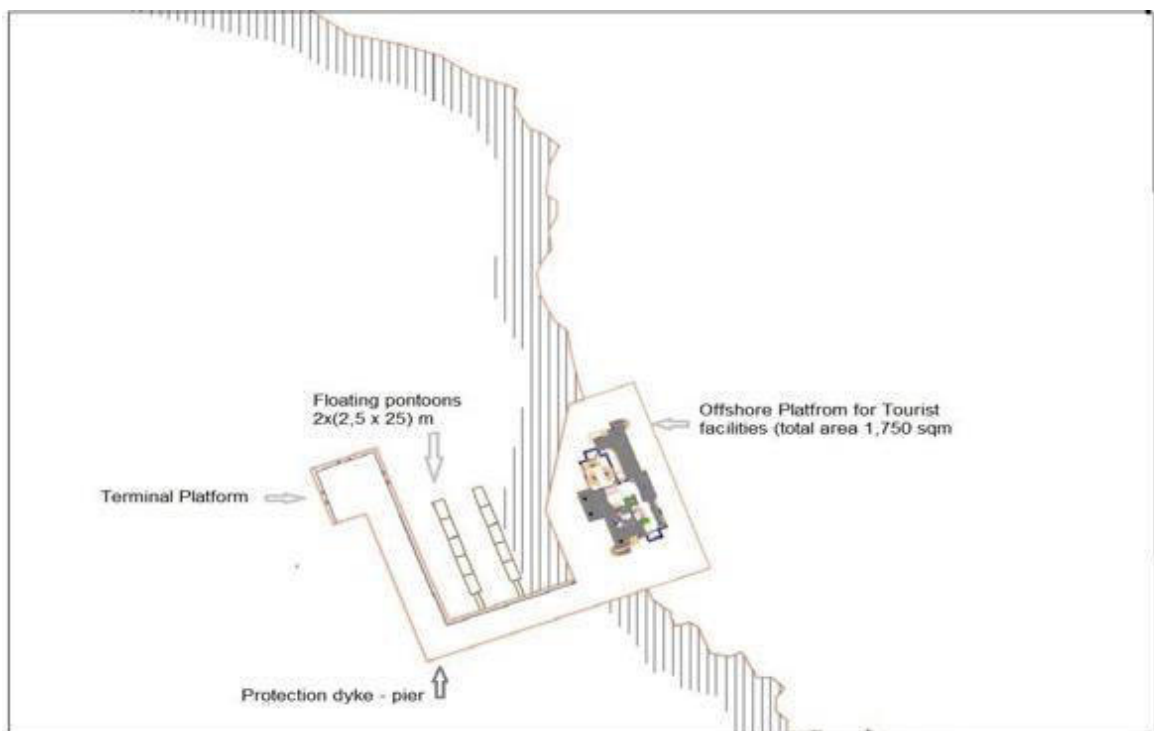 Floating pontoons
2x(2,5 x 25) m
Offshore Platfrom for Tourist
facilities (total area 1,750 sqm
Terminal Platform
Protection dyke - pier